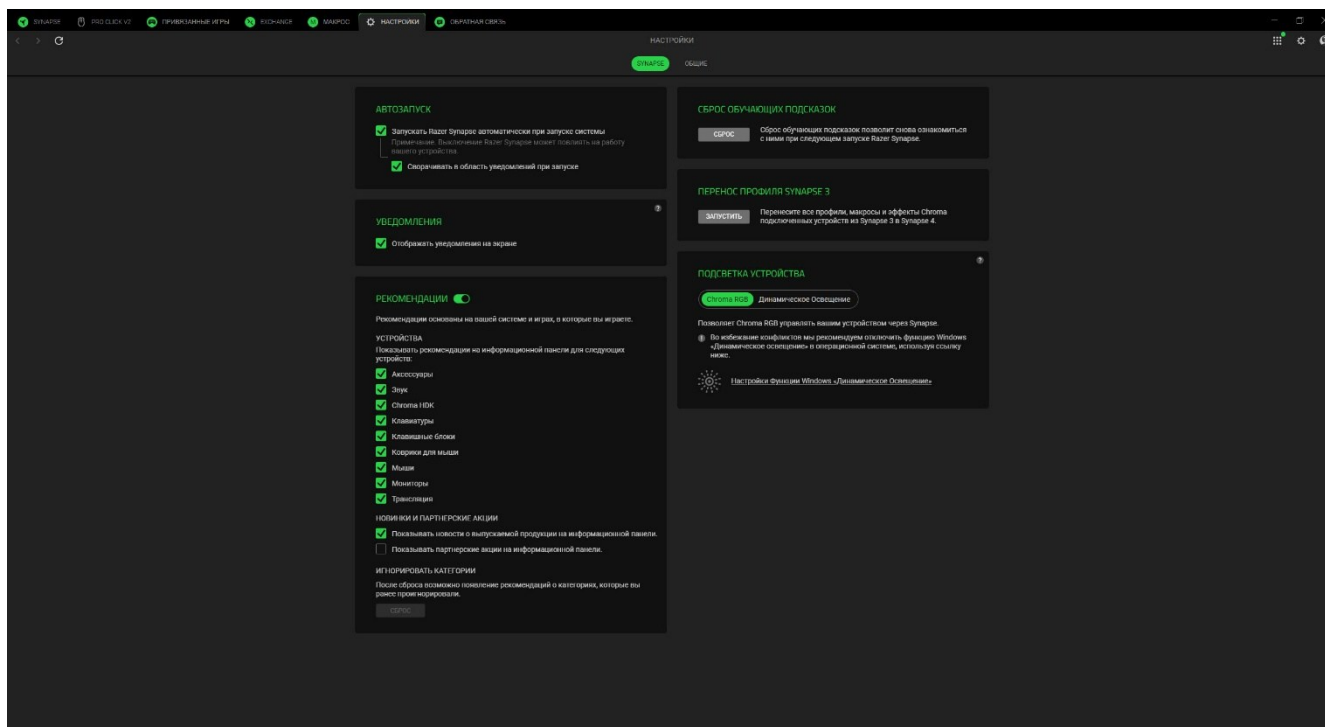 SYNAPSE PRO CLICK V2 ПРИВЯЗАННЫЕ ИГРЫ EXCHANGE МАКРОС НАСТРОЙКИ ОБРАТНАЯ СВЯЗЬ
НАСТРОЙКИ
SYNAPSE ОБЩИЕ
АВТОЗАПУСК
Запускать Razer Synapse автоматически при запуске системы
Примечание. Выключение Razer Synapse может повлиять на работу
вашего устройства.
Сворачивать в область уведомлений при запуске
УВЕДОМЛЕНИЯ
Отображать уведомления на экране
РЕКОМЕНДАЦИИ
Рекомендации основаны на вашей системе и играх, в которые вы играете.
УСТРОЙСТВА
Показывать рекомендации на информационной панели для следующих
устройств:
Аксессуары
Звук
Chroma HDK
Клавиатуры
Клавишные блоки
Коврики для мыши
Мыши
Мониторы
Трансляция
НОВИНКИ И ПАРТНЕРСКИЕ АКЦИИ
Показывать новости о выпускаемой продукции на информационной панели.
Показывать партнерские акции на информационной панели.
ИГНОРИРОВАТЬ КАТЕГОРИИ
После сброса возможно появление рекомендаций о категориях, которые вы
ранее проигнорировали.
СБРОС
СБРОС ОБУЧАЮЩИХ ПОДСКАЗОК
СБРОС
Сброс обучающих подсказок позволит снова ознакомиться
с ними при следующем запуске Razer Synapse.
ПЕРЕНОС ПРОФИЛЯ SYNAPSE 3
ЗАПУСТИТЬ
Перенесите все профили, макросы и эффекты Chroma
подключенных устройств из Synapse 3 в Synapse 4.
ПОДСВЕТКА УСТРОЙСТВА
Chroma RGB Динамическое Освещение
Позволяет Chroma RGB управлять вашим устройством через Synapse.
Во избежание конфликтов мы рекомендуем отключить функцию Windows
«Динамическое освещение» в операционной системе, используя ссылку
ниже.
Настройки Функции Windows «Динамическое Освещение»